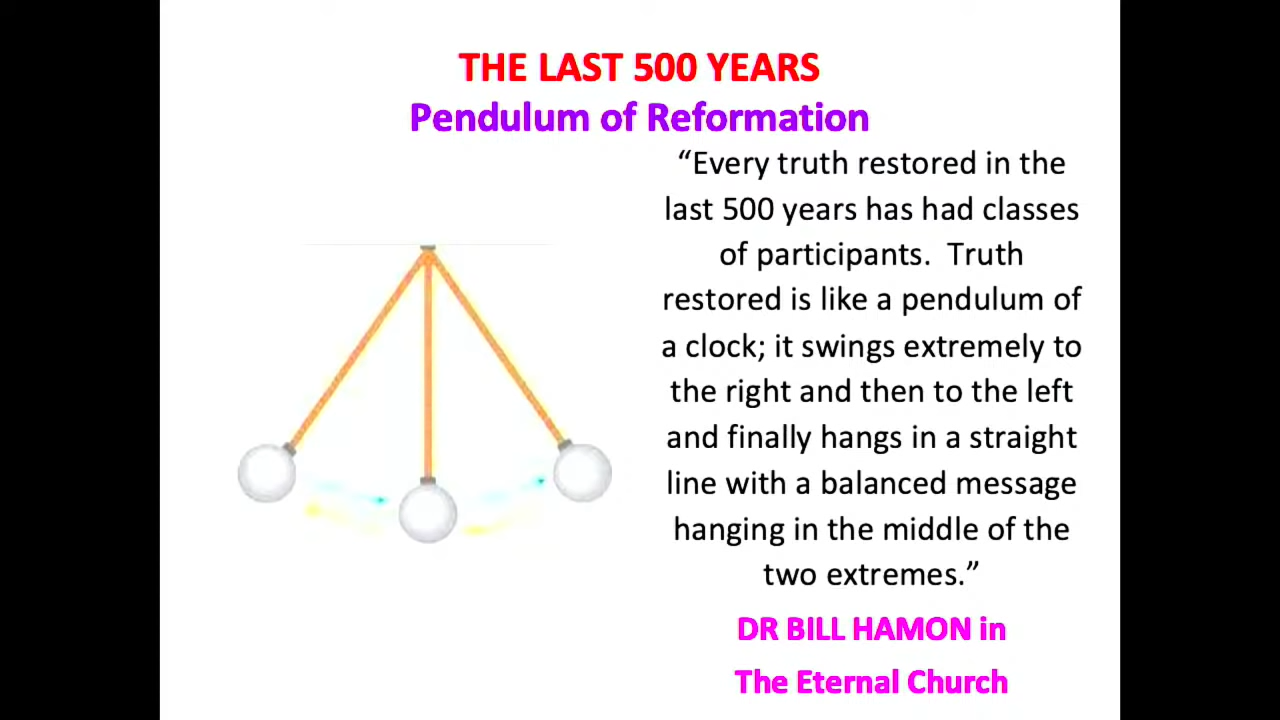 THE LAST 500 YEARS
Pendulum of Reformation
“Every truth restored in the
last 500 years has had classes
of participants.  Truth
restored is like a pendulum of
a clock; it swings extremely to
the right and then to the left
and finally hangs in a straight
line with a balanced message
hanging in the middle of the
two extremes.”
DR BILL HAMON in
The Eternal Church